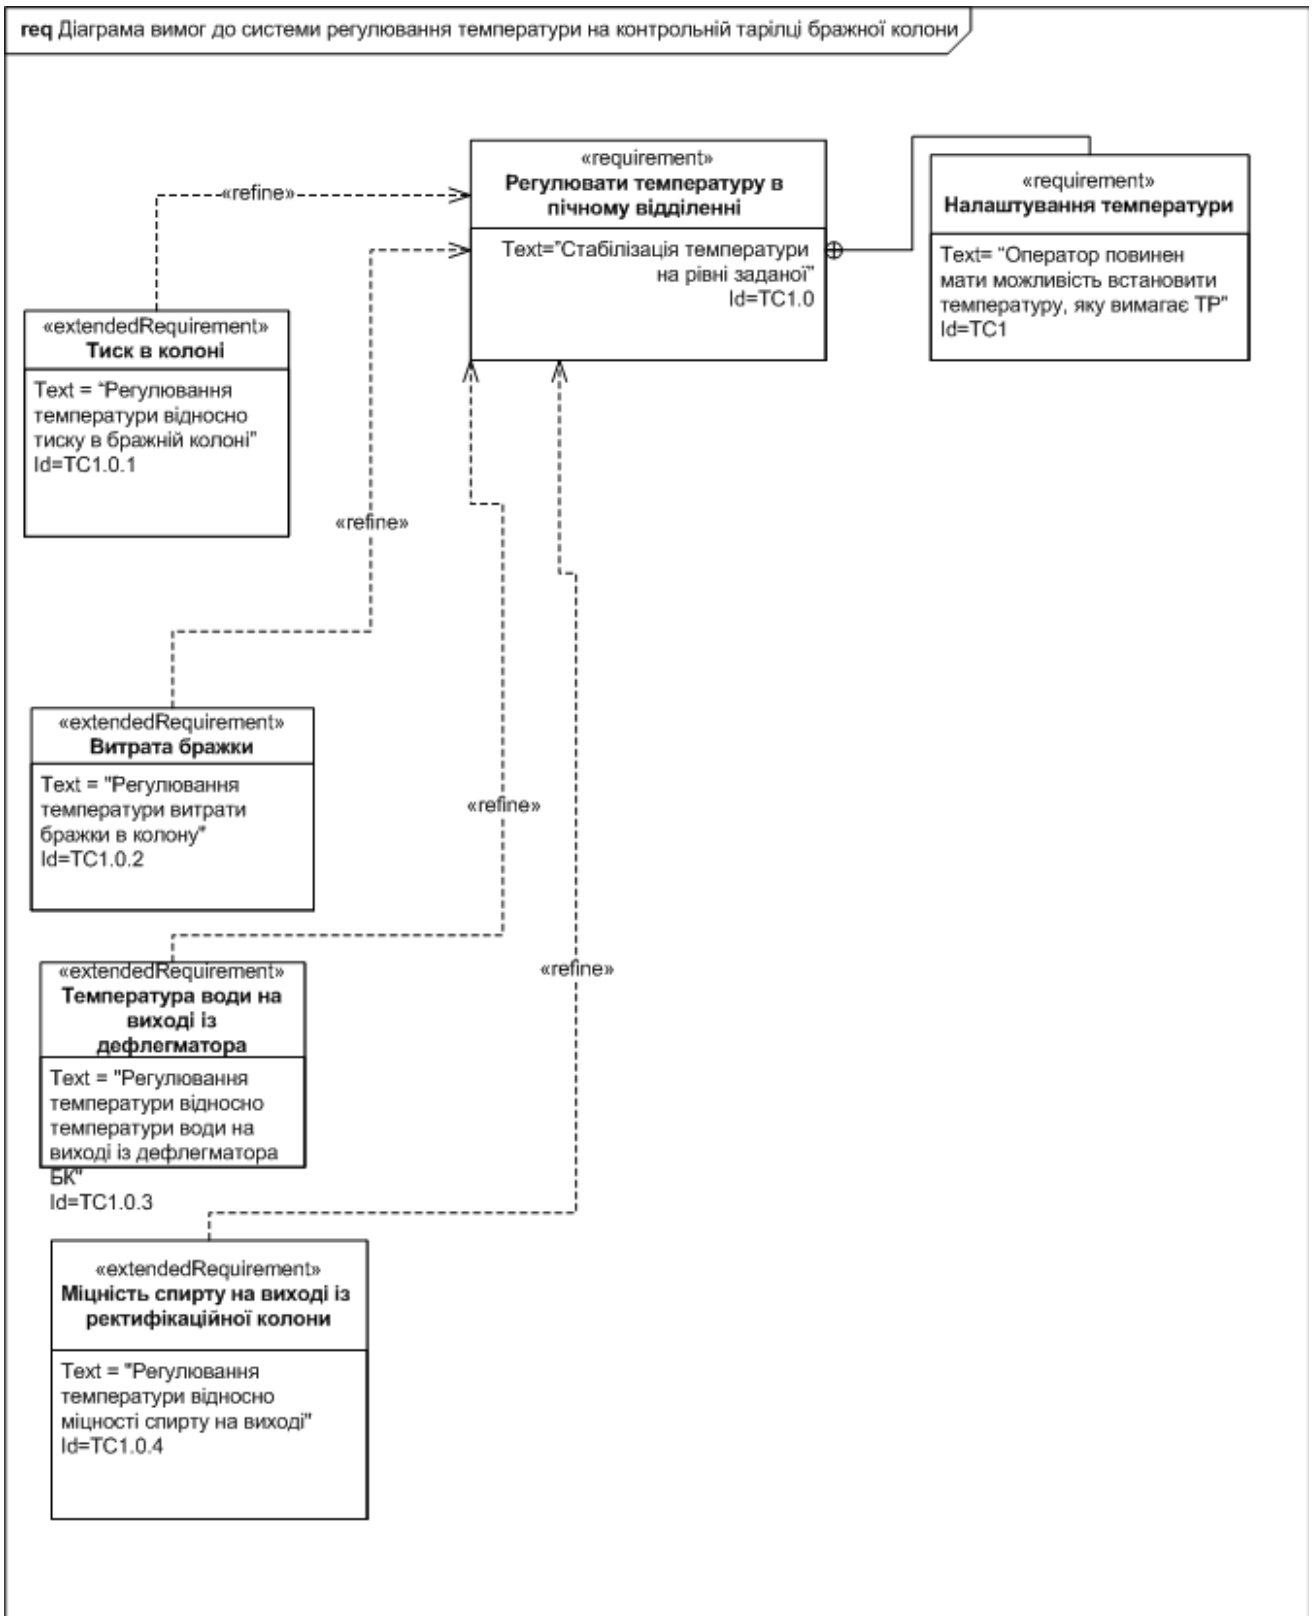 req Діаграма вимог до системи регулювання температури на контрольній тарілці бражної колони
«requirement»
Регулювати температуру в
пічному відділенні
Text="Стабілізація температури
на рівні заданої"
Id=TC1.0
«requirement»
Налаштування температури
Text= “Оператор повинен
мати можливість встановити
температуру, яку вимагає ТР”
Id=TC1
«refine»
«extendedRequirement»
Тиск в колоні
Text = “Регулювання
температури відносно
тиску в бражній колоні”
Id=TC1.0.1
«refine»
«extendedRequirement»
Витрата бражки
Text = "Регулювання
температури витрати
бражки в колону"
Id=TC1.0.2
«refine»
«extendedRequirement»
Температура води на
виході із
дефлегматора
Text = "Регулювання
температури відносно
температури води на
виході із дефлегматора
БК"
Id=TC1.0.3
«refine»
«extendedRequirement»
Міцність спирту на виході із
ректифікаційної колони
Text = "Регулювання
температури відносно
міцності спирту на виході"
Id=TC1.0.4